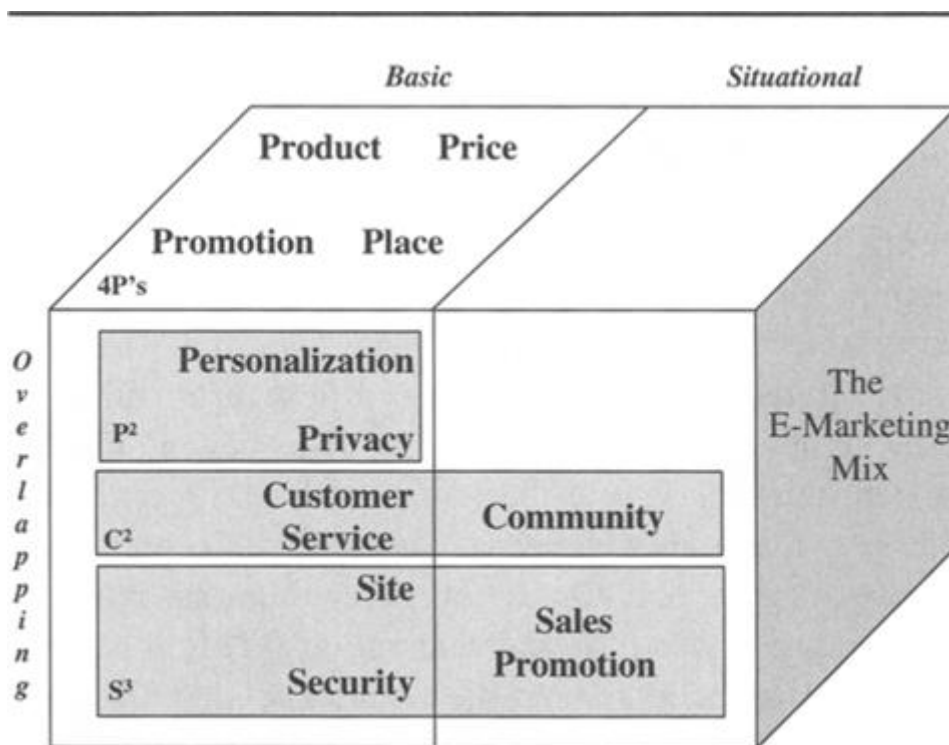 Basic Situational
Product Price
Promotion Place
4P's
Overlapping
Personalization
P²
Privacy
Customer
Service
C²
Community
Site
Security
S³
Sales
Promotion
The
E-Marketing
Mix